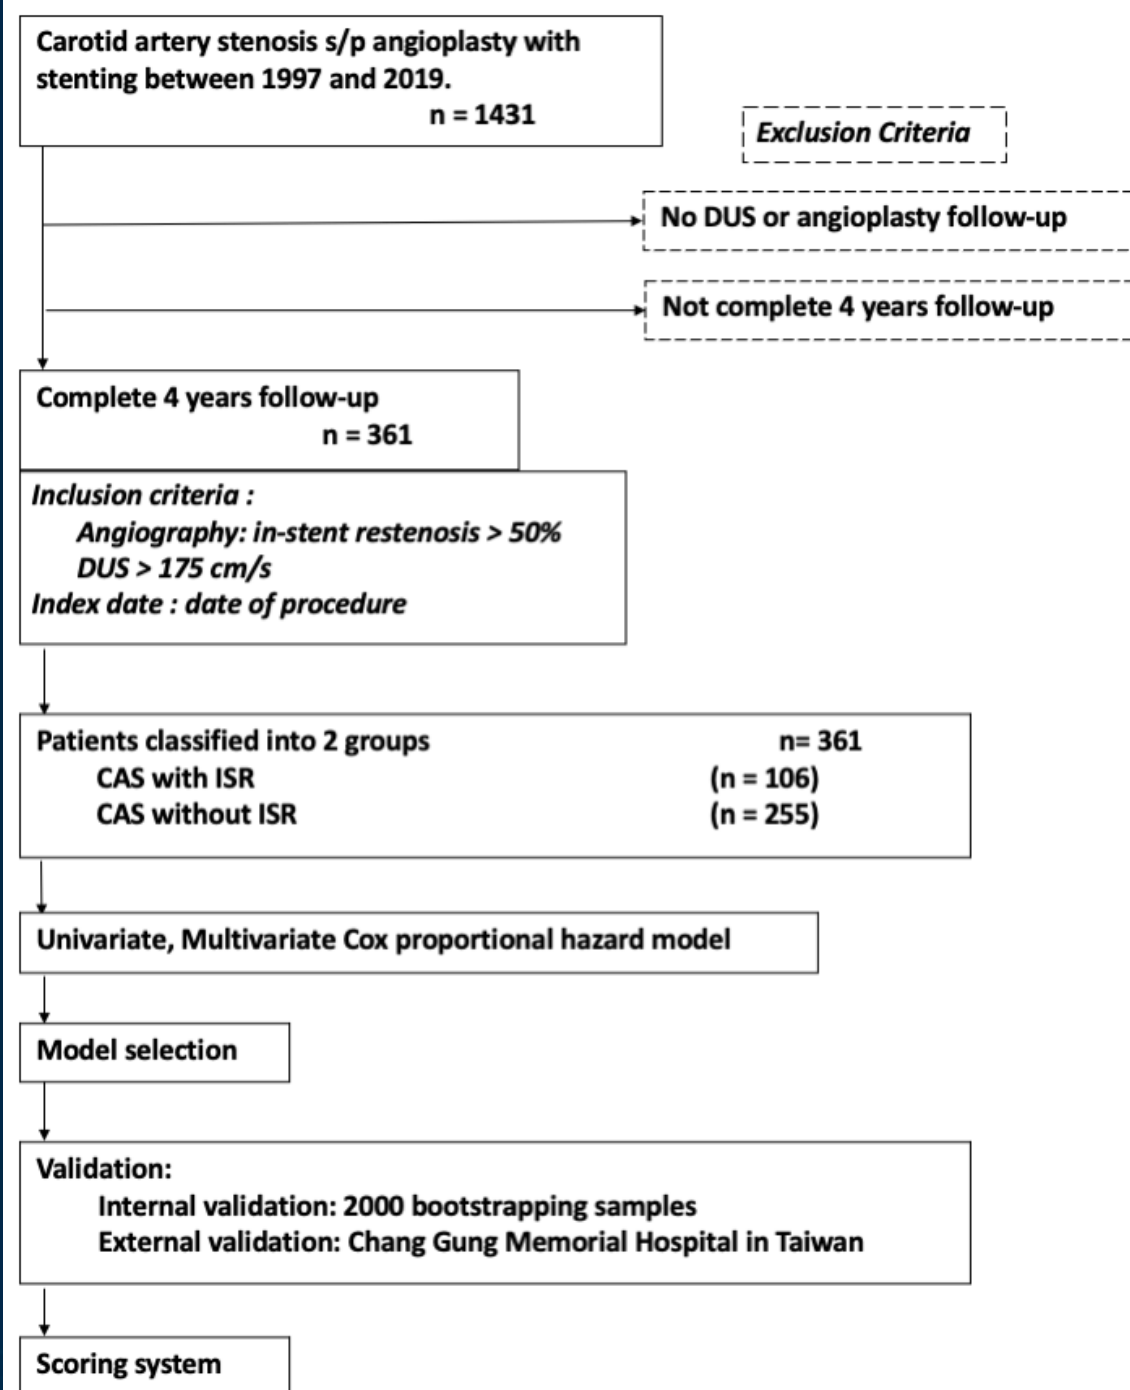 Carotid artery stenosis s/p angioplasty with
stenting between 1997 and 2019.
n = 1431
Exclusion Criteria
No DUS or angioplasty follow-up
Not complete 4 years follow-up
Complete 4 years follow-up
n = 361
Inclusion criteria :
Angiography: in-stent restenosis > 50%
DUS > 175 cm/s
Index date : date of procedure
Patients classified into 2 groups n= 361
CAS with ISR (n = 106)
CAS without ISR (n = 255)
Univariate, Multivariate Cox proportional hazard model
Model selection
Validation:
Internal validation: 2000 bootstrapping samples
External validation: Chang Gung Memorial Hospital in Taiwan
Scoring system